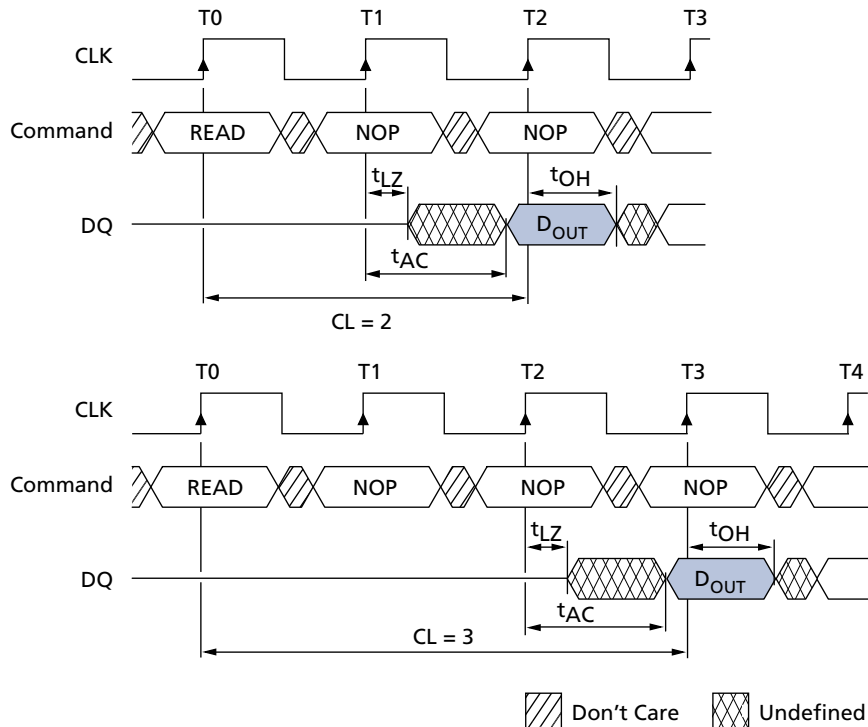 T0 T1 T2 T3
CLK
Command READ NOP NOP
tLZ tOH
DQ DOUT
tAC
CL = 2
T0 T1 T2 T3 T4
CLK
Command READ NOP NOP NOP
tLZ tOH
DQ DOUT
tAC
CL = 3
Don't Care Undefined